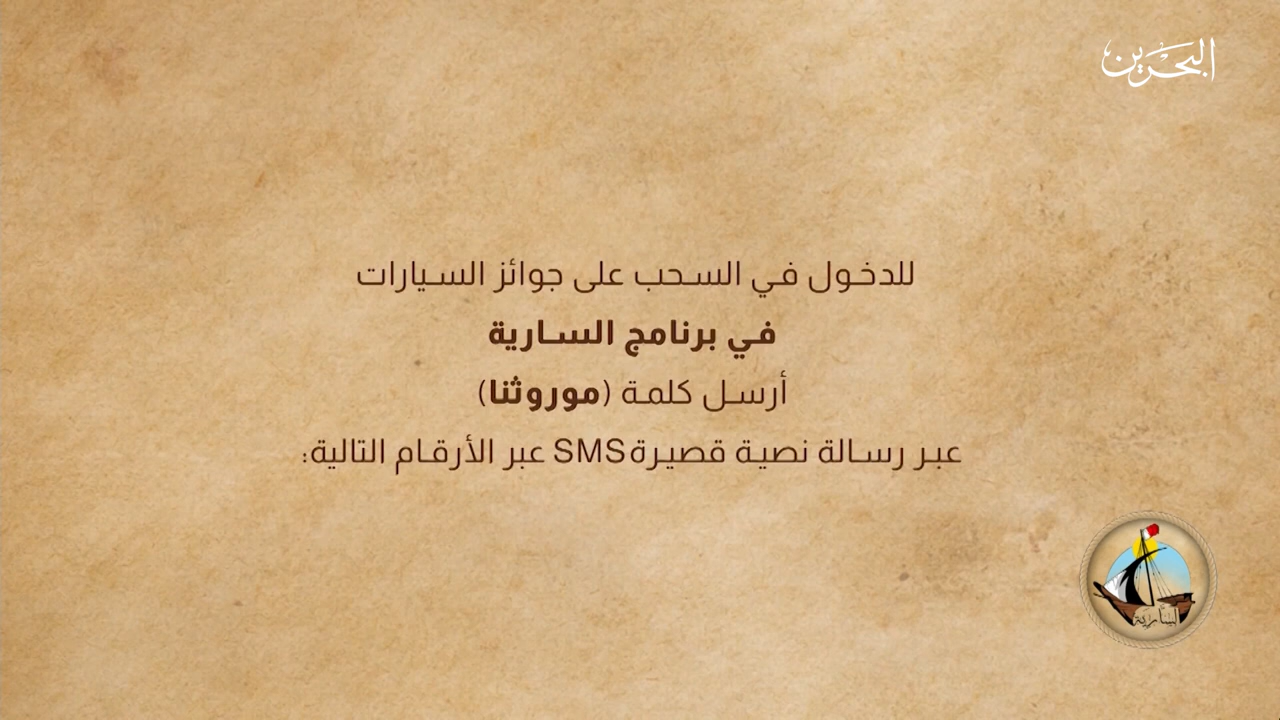 البحرين
للدخول في السحب على جوائز السيارات
في برنامج السارية
أرسل كلمة (موروثنا)
عبر رسالة نصية قصيرة SMS عبر الأرقام التالية:
السارية